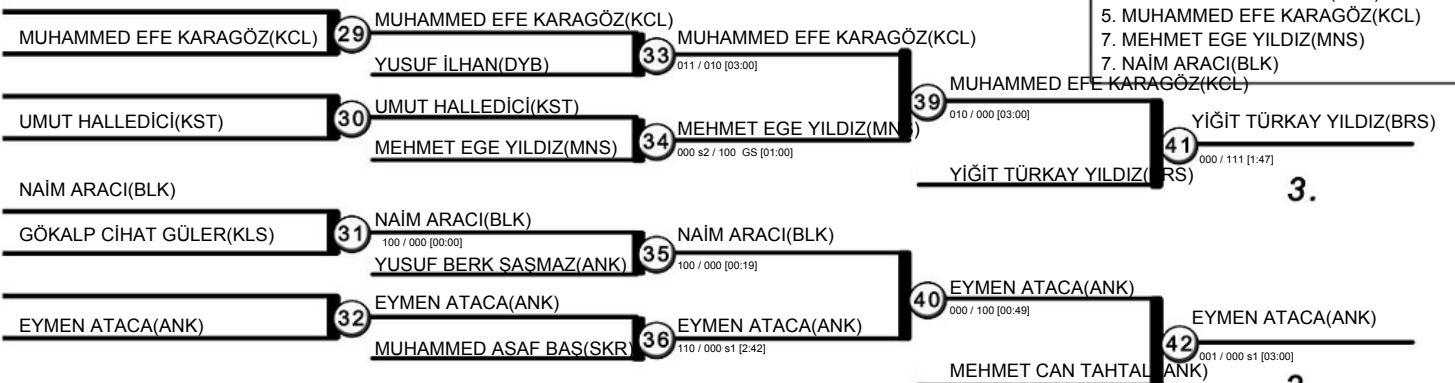 5. MUHAMMED EFE KARAGÖZ(KCL)
7. MEHMET EGE YILDIZ(MNS)
7. NAİM ARACI(BLK)
MUHAMMED EFE KARAGÖZ(KCL)
29
MUHAMMED EFE KARAGÖZ(KCL)
YUSUF İLHAN(DYB)
33
MUHAMMED EFE KARAGÖZ(KCL)
011 / 010 [03:00]
UMUT HALLEDİCİ(KST)
30
UMUT HALLEDİCİ(KST)
MEHMET EGE YILDIZ(MNS)
34
MEHMET EGE YILDIZ(MNS)
000 s2 / 100 GS [01:00]
39
MUHAMMED EFE KARAGÖZ(KCL)
010 / 000 [03:00]
YİĞİT TÜRKAY YILDIZ(BRS)
41
YİĞİT TÜRKAY YILDIZ(BRS)
000 / 111 [1:47]
3.
NAİM ARACI(BLK)
GÖKALP CİHAT GÜLER(KLS)
31
NAİM ARACI(BLK)
100 / 000 [00:00]
YUSUF BERK ŞAŞMAZ(ANK)
35
NAİM ARACI(BLK)
100 / 000 [00:19]
EYMEN ATACA(ANK)
32
EYMEN ATACA(ANK)
MUHAMMED ASAF BAŞ(SKR)
36
EYMEN ATACA(ANK)
110 / 000 s1 [2:42]
40
EYMEN ATACA(ANK)
000 / 100 [00:49]
MEHMET CAN TAHTALI(ANK)
42
EYMEN ATACA(ANK)
001 / 000 s1 [03:00]